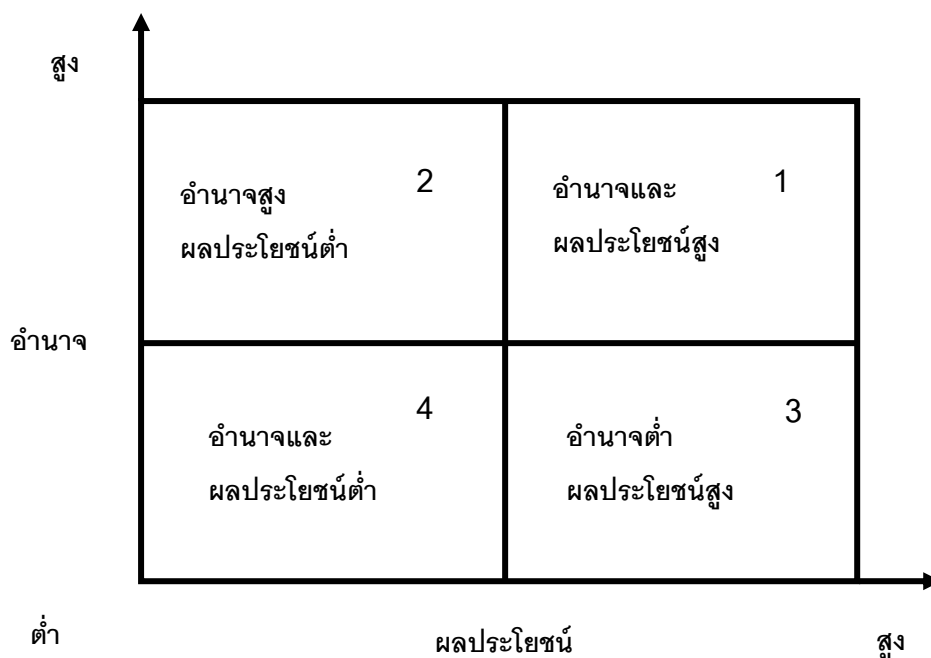 สูง
2
อำนาจสูง
ผลประโยชน์ต่ำ
1
อำนาจและ
ผลประโยชน์สูง
อำนาจ
4
อำนาจและ
ผลประโยชน์ต่ำ
3
อำนาจต่ำ
ผลประโยชน์สูง
ต่ำ
ผลประโยชน์
สูง